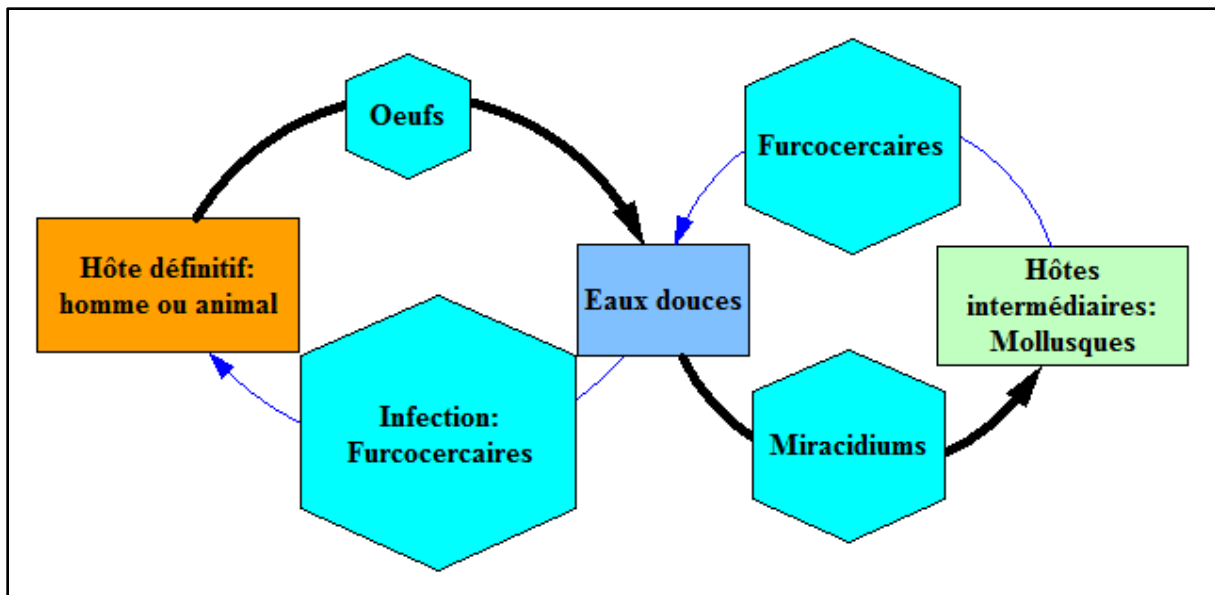 Oeufs
Furcocercaires
Hôte définitif:
homme ou animal
Eaux douces
Hôtes
intermédiaires:
Mollusques
Infection:
Furcocercaires
Miracidiums